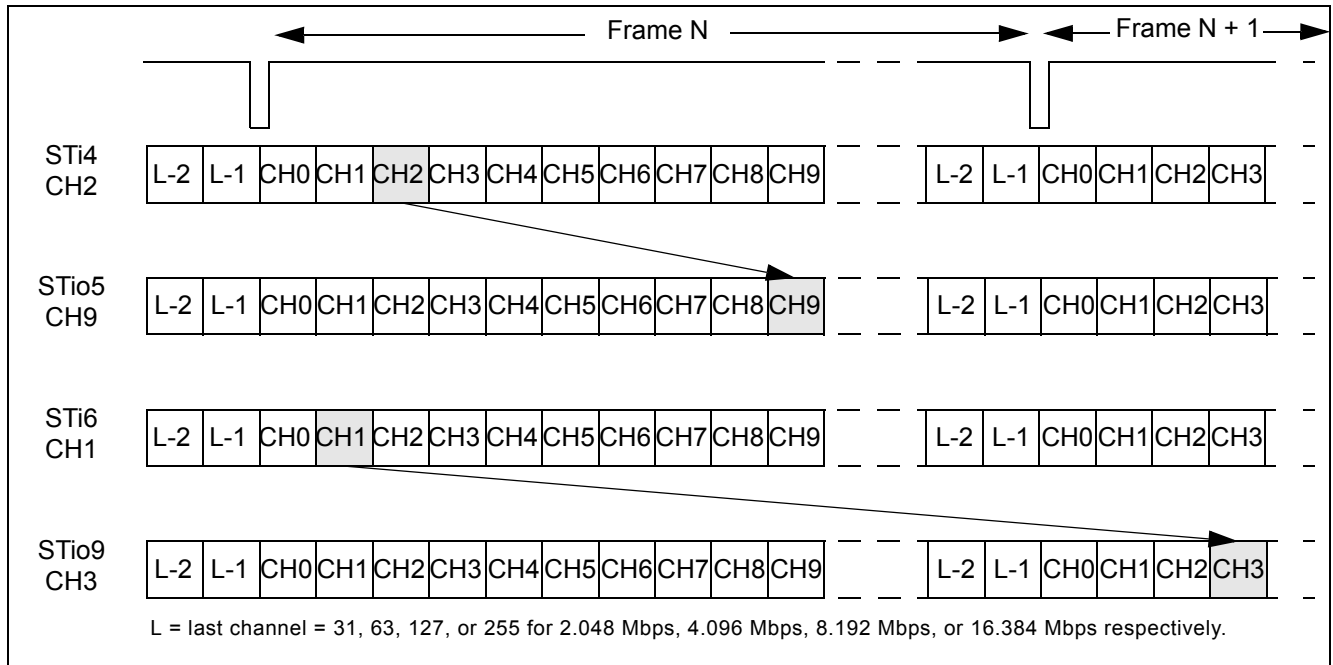 Frame N Frame N + 1
STi4
CH2
L-2 L-1 CH0 CH1 CH2 CH3 CH4 CH5 CH6 CH7 CH8 CH9 L-2 L-1 CH0 CH1 CH2 CH3
STio5
CH9
L-2 L-1 CH0 CH1 CH2 CH3 CH4 CH5 CH6 CH7 CH8 CH9 L-2 L-1 CH0 CH1 CH2 CH3
STi6
CH1
L-2 L-1 CH0 CH1 CH2 CH3 CH4 CH5 CH6 CH7 CH8 CH9 L-2 L-1 CH0 CH1 CH2 CH3
STio9
CH3
L-2 L-1 CH0 CH1 CH2 CH3 CH4 CH5 CH6 CH7 CH8 CH9 L-2 L-1 CH0 CH1 CH2 CH3
L = last channel = 31, 63, 127, or 255 for 2.048 Mbps, 4.096 Mbps, 8.192 Mbps, or 16.384 Mbps respectively.